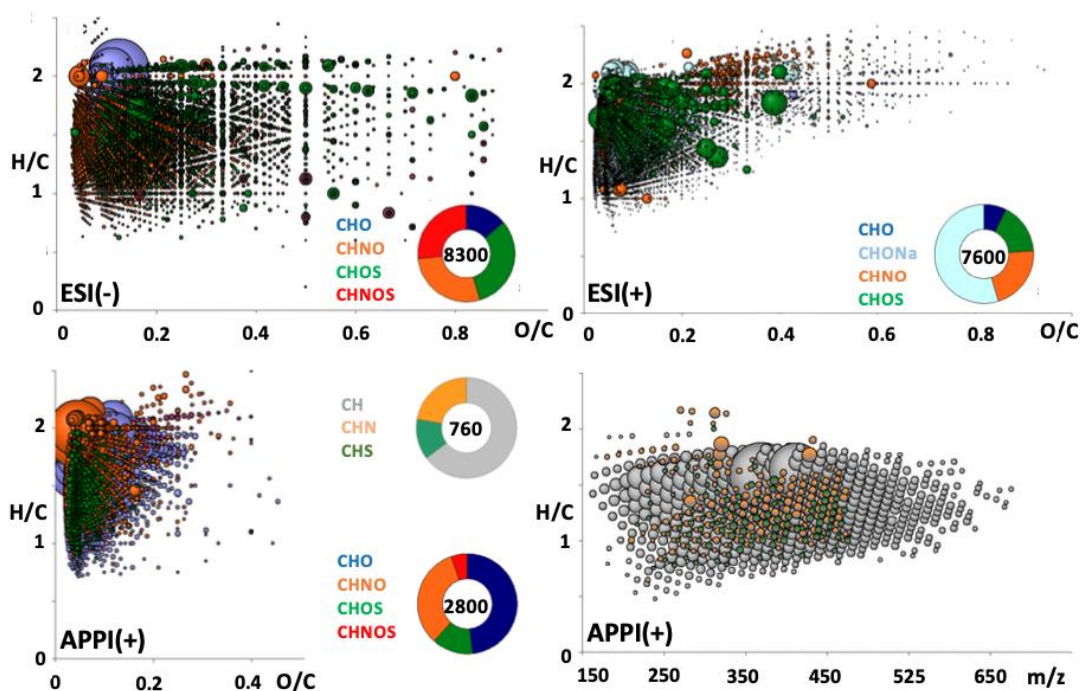 2
H/C
1
CHO
CHNO
CHOS
CHNOS
8300
ESI(-)
0
0 0.2 0.4 0.6 0.8 O/C
2
H/C
1
CHO
CHONa
CHNO
CHOS
7600
ESI(+)
0
0 0.2 0.4 0.6 0.8 O/C
2
H/C
1
CH
CHN
CHS
760
CHO
CHNO
CHOS
CHNOS
2800
APPI(+)
0
0 0.2 0.4 O/C
2
H/C
1
APPI(+)
0
150 250 350 450 525 650 m/z